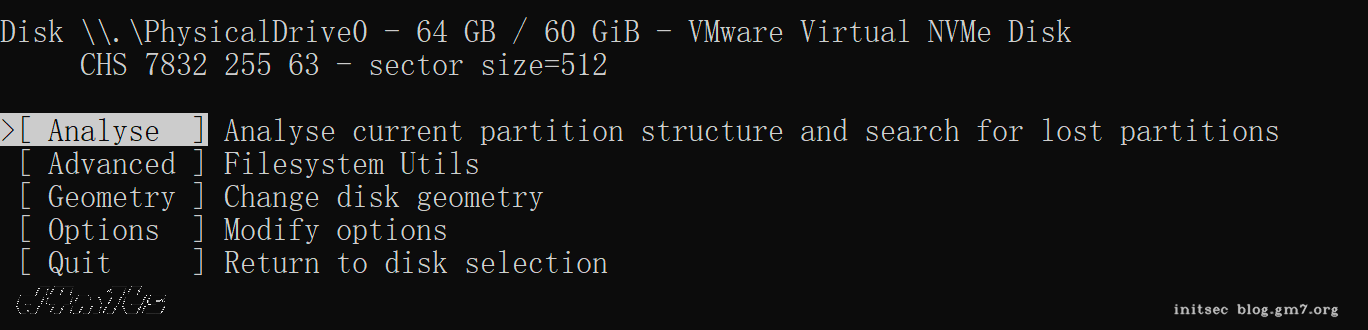 Disk \\.\PhysicalDrive0 - 64 GB / 60 GiB - VMware Virtual NVMe Disk
     CHS 7832 255 63 - sector size=512
>[ Analyse  ] Analyse current partition structure and search for lost partitions
 [ Advanced ] Filesystem Utils
 [ Geometry ] Change disk geometry
 [ Options  ] Modify options
 [ Quit     ] Return to disk selection
initsec blog.gm7.org